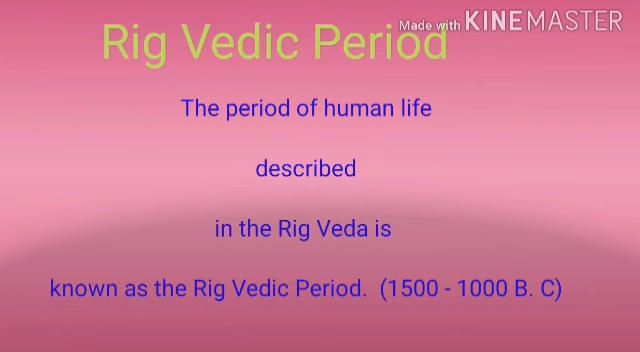 Made with KINEMASTER
Rig Vedic Period
The period of human life
described
in the Rig Veda is
known as the Rig Vedic Period. (1500 - 1000 B. C)